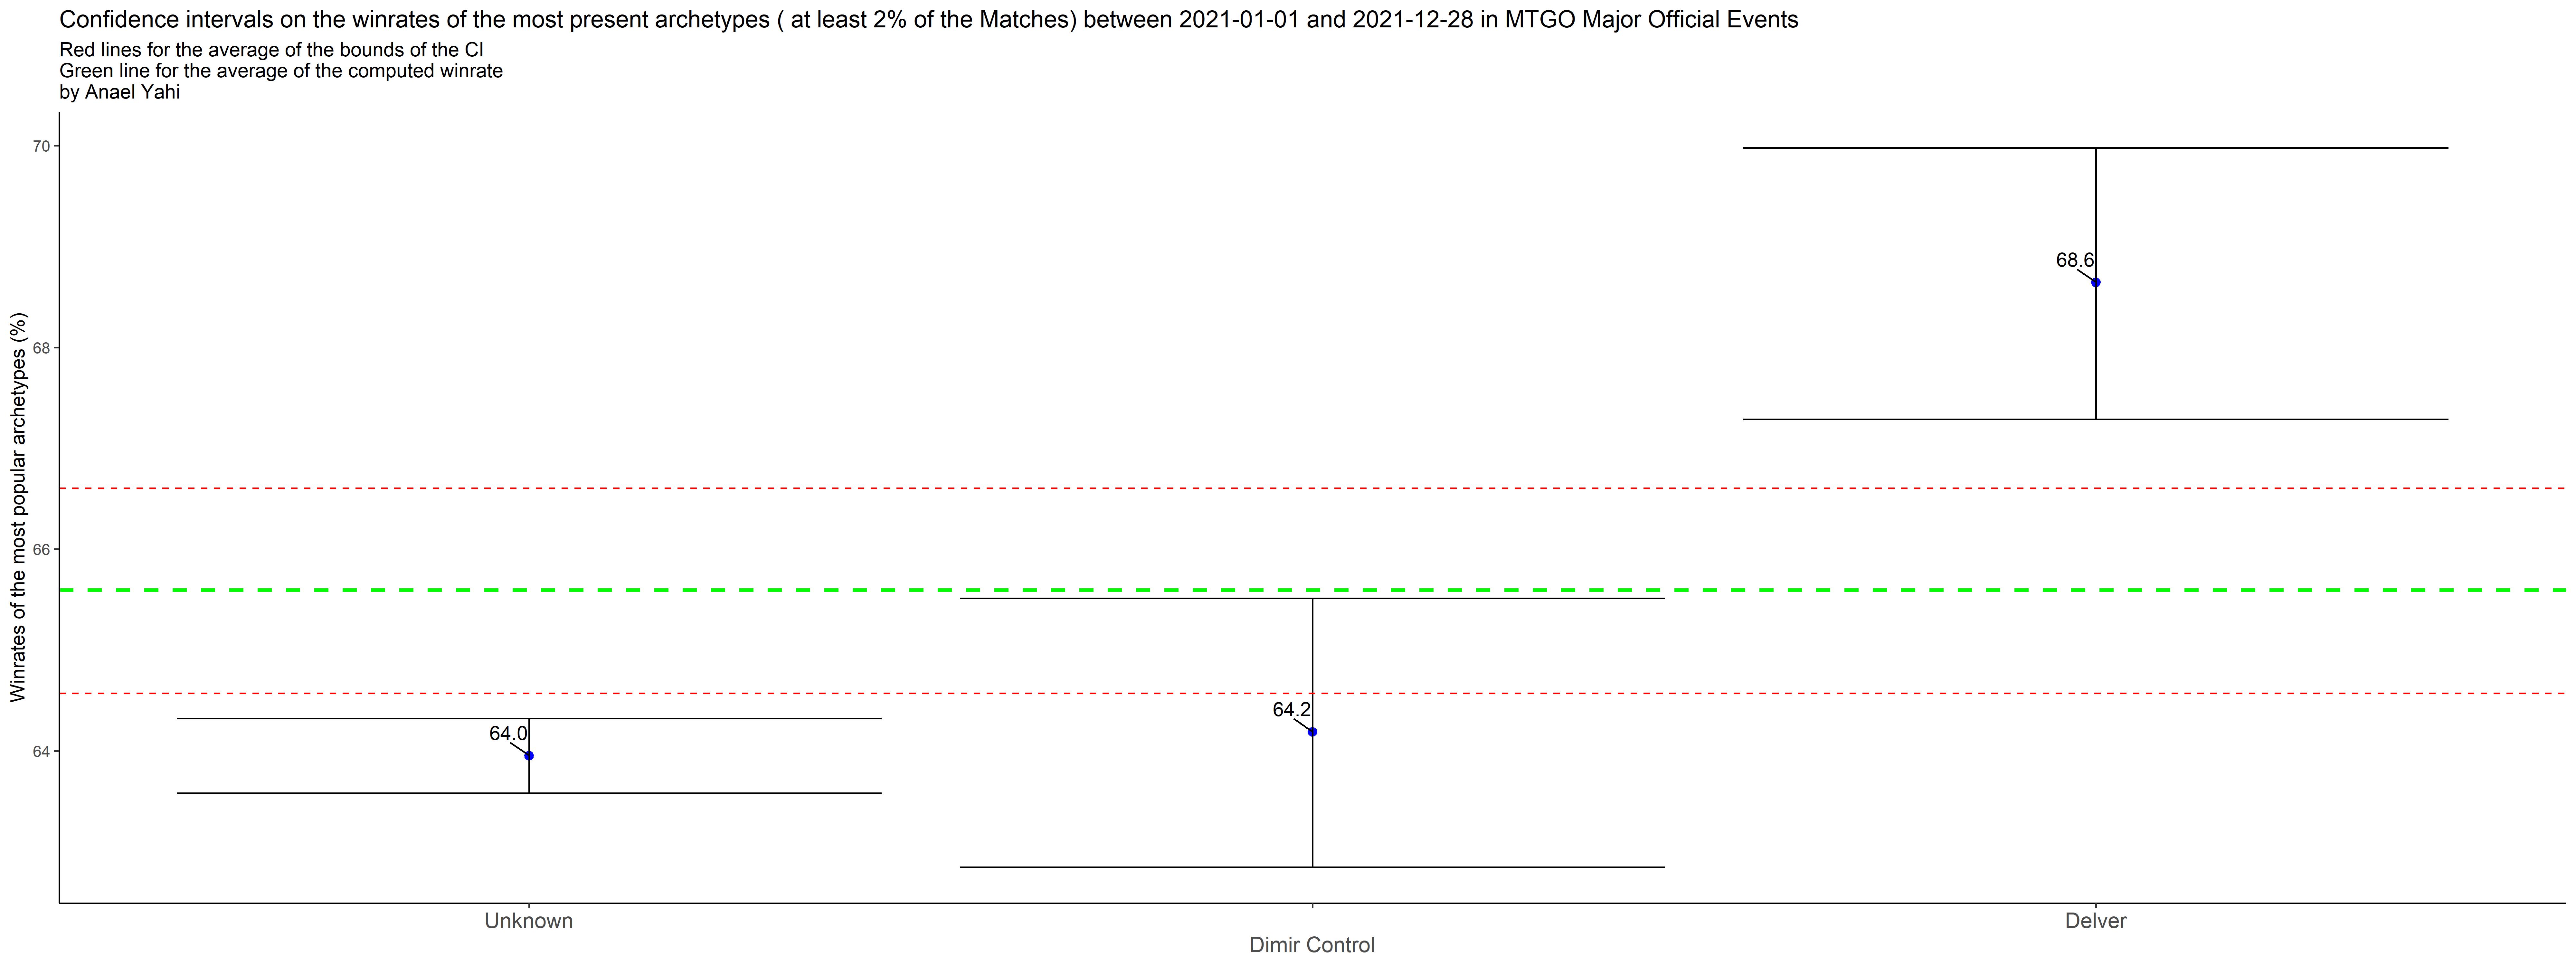 Confidence intervals on the winrates of the most present archetypes ( at least 2% of the Matches) between 2021-01-01 and 2021-12-28 in MTGO Major Official Events
Red lines for the average of the bounds of the CI
Green line for the average of the computed winrate
by Anael Yahi
Winrates of the most popular archetypes (%)
70
68
66
64
68.6
64.2
64.0
Unknown
Dimir Control
Delver